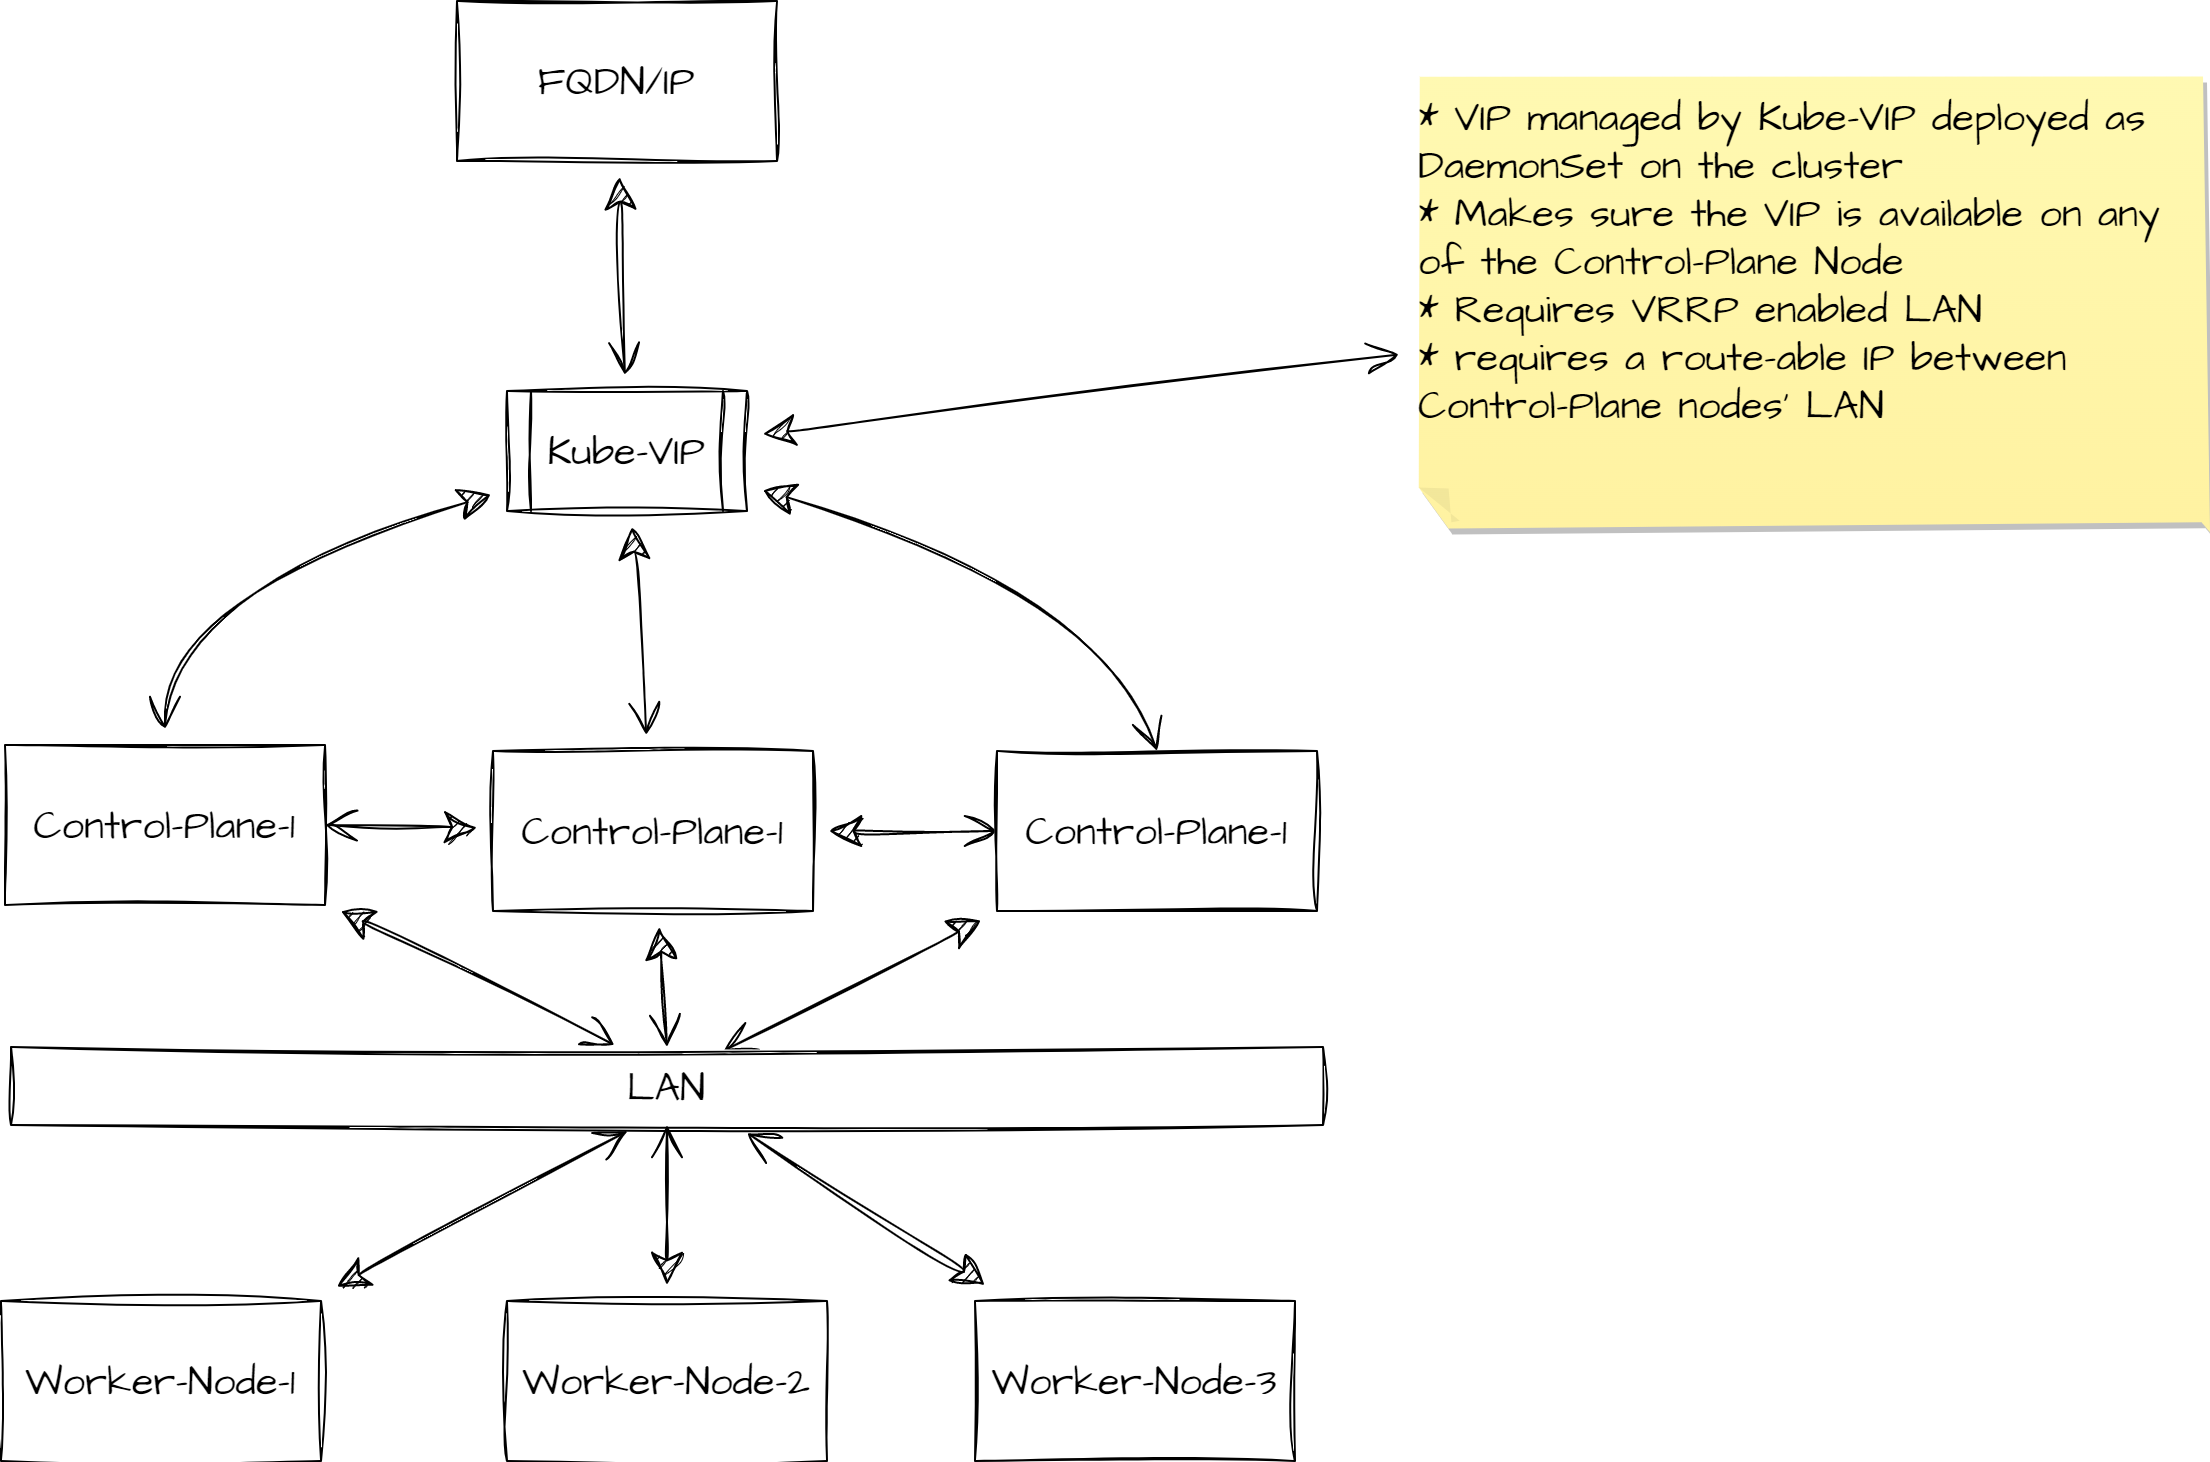 FQDN/IP
* VIP managed by Kube-VIP deployed as
DaemonSet on the cluster
* Makes sure the VIP is available on any
of the Control-Plane Node
* Requires VRRP enabled LAN
* requires a route-able IP between
Control-Plane nodes' LAN
Kube-VIP
Control-Plane-1
Control-Plane-1
Control-Plane-1
LAN
Worker-Node-1
Worker-Node-2
Worker-Node-3